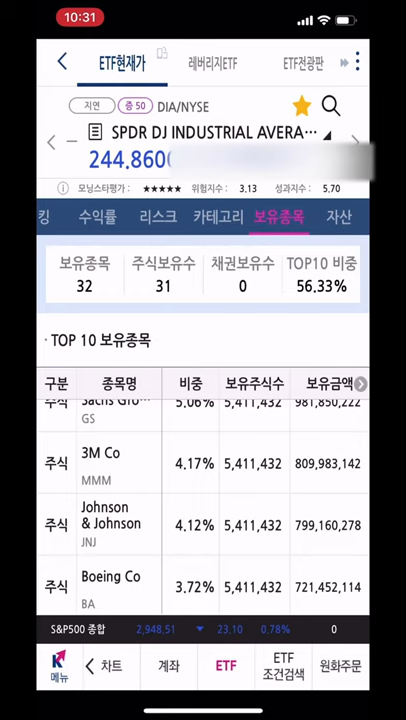 10:31
ETF현재가
레버리지ETF
ETF전광판
지연
증 50
DIA/NYSE
SPDR DJ INDUSTRIAL AVERA···
244.860
모닝스타평가 : ★★★★★ 위험지수 : 3.13 성과지수 : 5.70
킹 수익률 리스크 카테고리 보유종목 자산
보유종목 주식보유수 채권보유수 TOP10 비중
32 31 0 56.33%
· TOP 10 보유종목
구분 종목명 비중 보유주식수 보유금액
주식 Sachs Gro··· 5.06% 5,411,432 981,850,222
GS
주식 3M Co 4.17% 5,411,432 809,983,142
MMM
주식 Johnson & Johnson 4.12% 5,411,432 799,160,278
JNJ
주식 Boeing Co 3.72% 5,411,432 721,452,114
BA
S&P500 종합 2,948.51 ▼ 23.10 0.78% 0
메뉴 차트 계좌 ETF ETF 조건검색 원화주문